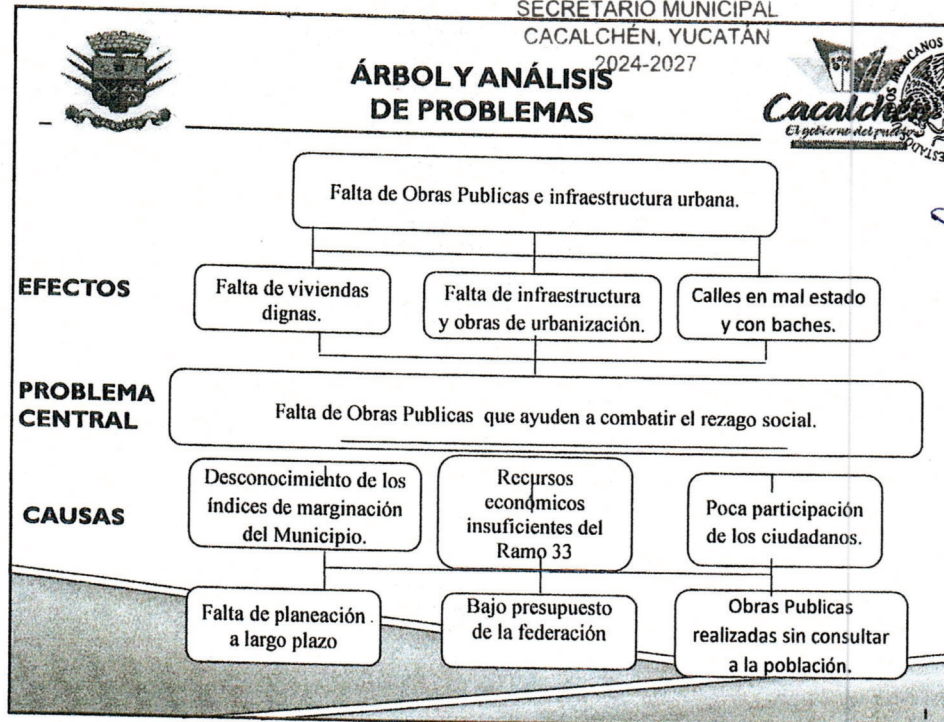 SECRETARIO MUNICIPAL
CACALCHÉN, YUCATÁN
2024-2027
ÁRBOL Y ANÁLISIS
DE PROBLEMAS
Cacalchén
El gobierno del pueblo
MEXICANOS
Falta de Obras Publicas e infraestructura urbana.
EFECTOS
Falta de viviendas
dignas.
Falta de infraestructura
y obras de urbanización.
Calles en mal estado
y con baches.
PROBLEMA
CENTRAL
Falta de Obras Publicas que ayuden a combatir el rezago social.
CAUSAS
Desconocimiento de los
índices de marginación
del Municipio.
Recursos
económicos
insuficientes del
Ramo 33
Poca participación
de los ciudadanos.
Falta de planeación
a largo plazo
Bajo presupuesto
de la federación
Obras Publicas
realizadas sin consultar
a la población.